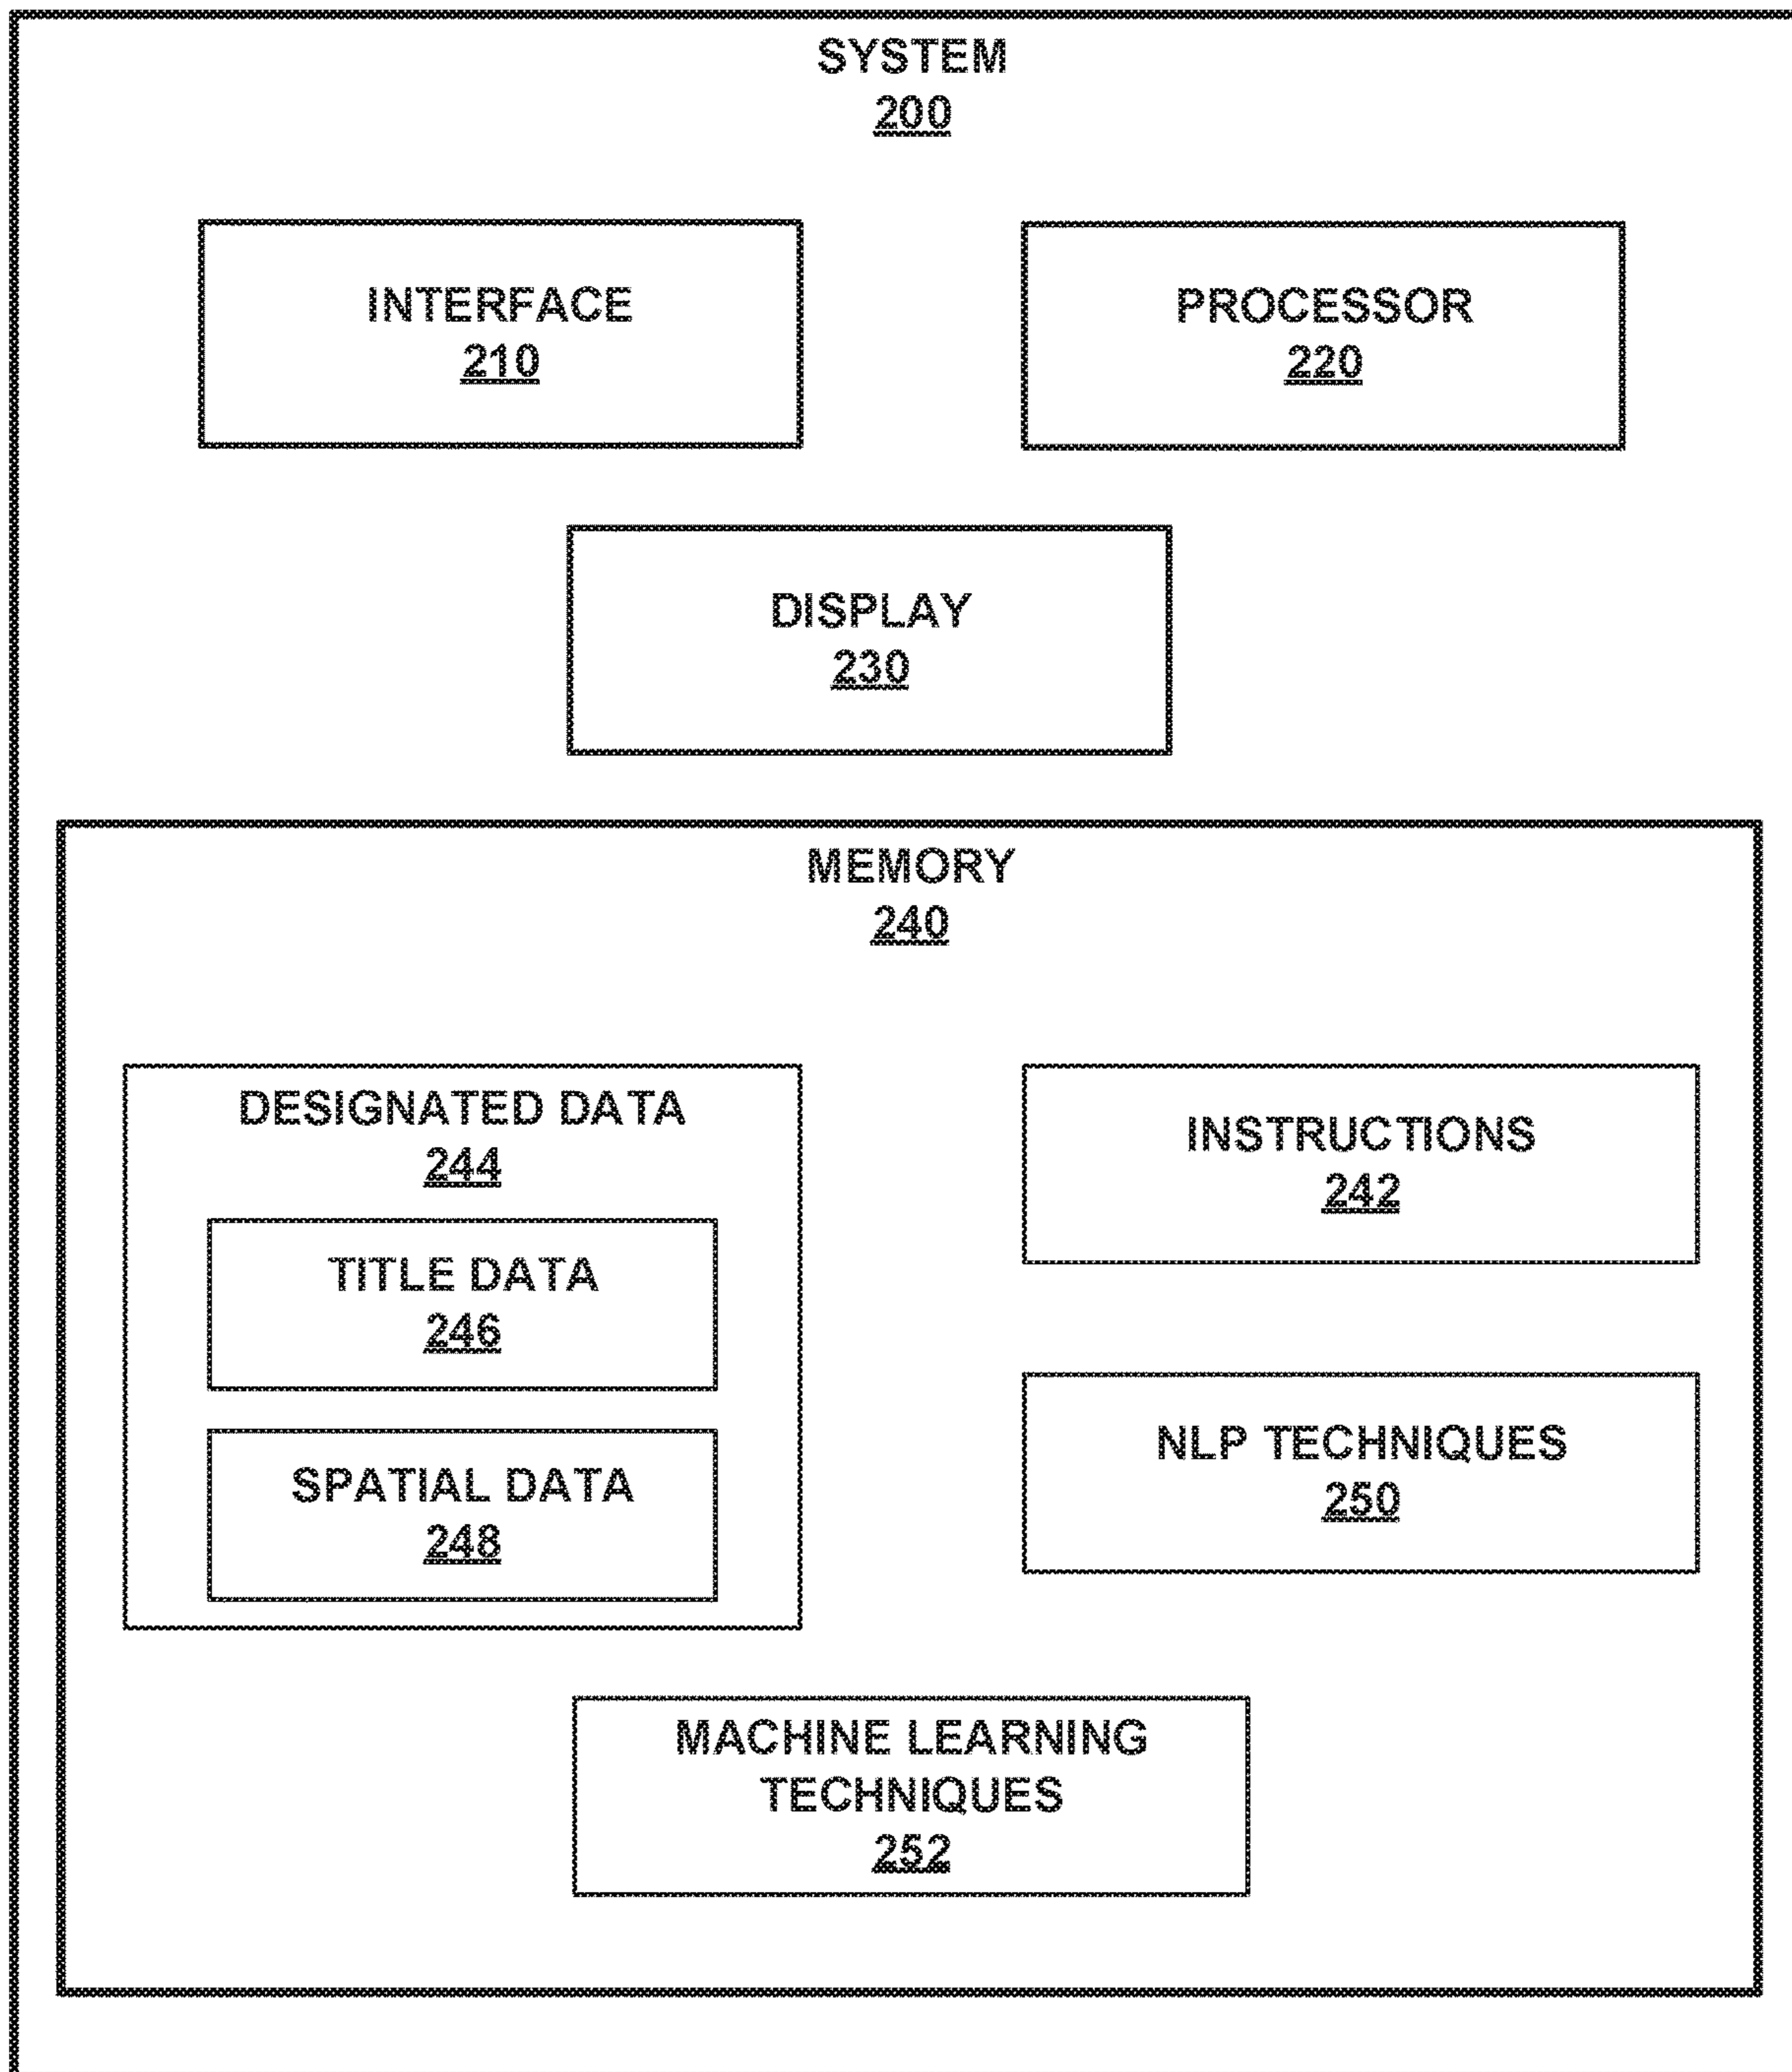 SYSTEM
200
INTERFACE
210
PROCESSOR
220
DISPLAY
230
MEMORY
240
DESIGNATED DATA
244
TITLE DATA
246
SPATIAL DATA
248
INSTRUCTIONS
242
NLP TECHNIQUES
250
MACHINE LEARNING
TECHNIQUES
252